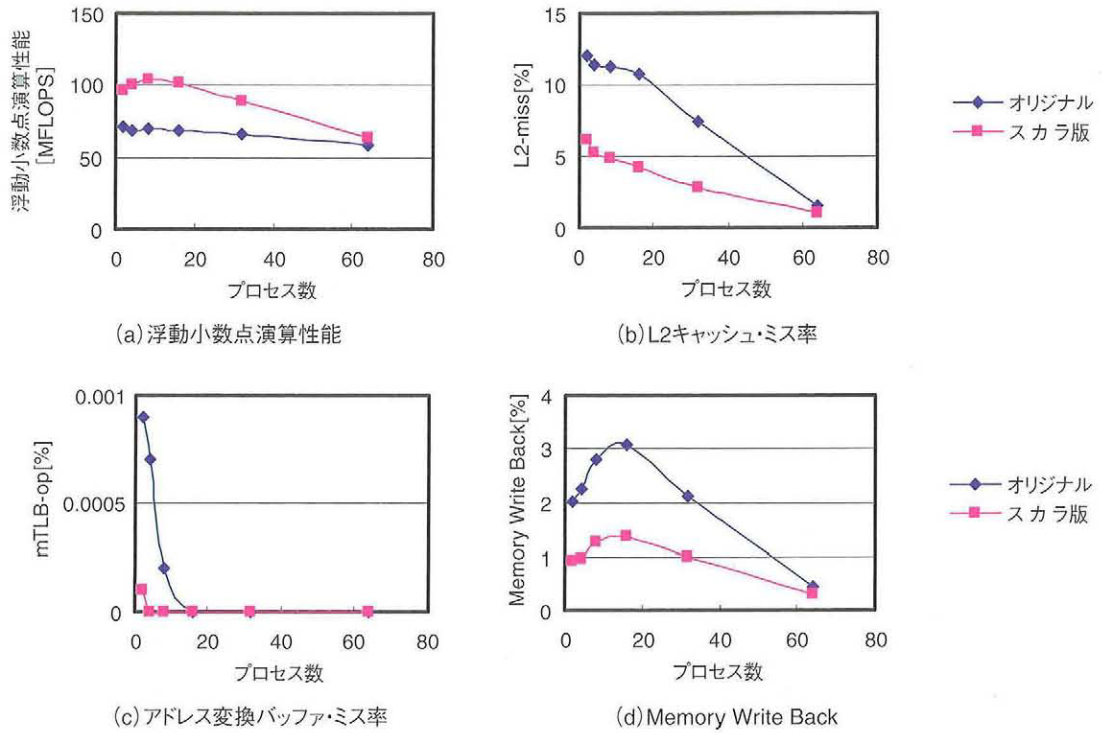 浮動小数点演算性能
[MFLOPS]
150
100
50
0
0 20 40 60 80
プロセス数
(a)浮動小数点演算性能
L2-miss[%]
15
10
5
0
0 20 40 60 80
プロセス数
(b)L2キャッシュ・ミス率
オリジナル
スカラ版
mTLB-op[%]
0.001
0.0005
0
0 20 40 60 80
プロセス数
(c)アドレス変換バッファ・ミス率
Memory Write Back[%]
4
3
2
1
0
0 20 40 60 80
プロセス数
(d)Memory Write Back
オリジナル
スカラ版